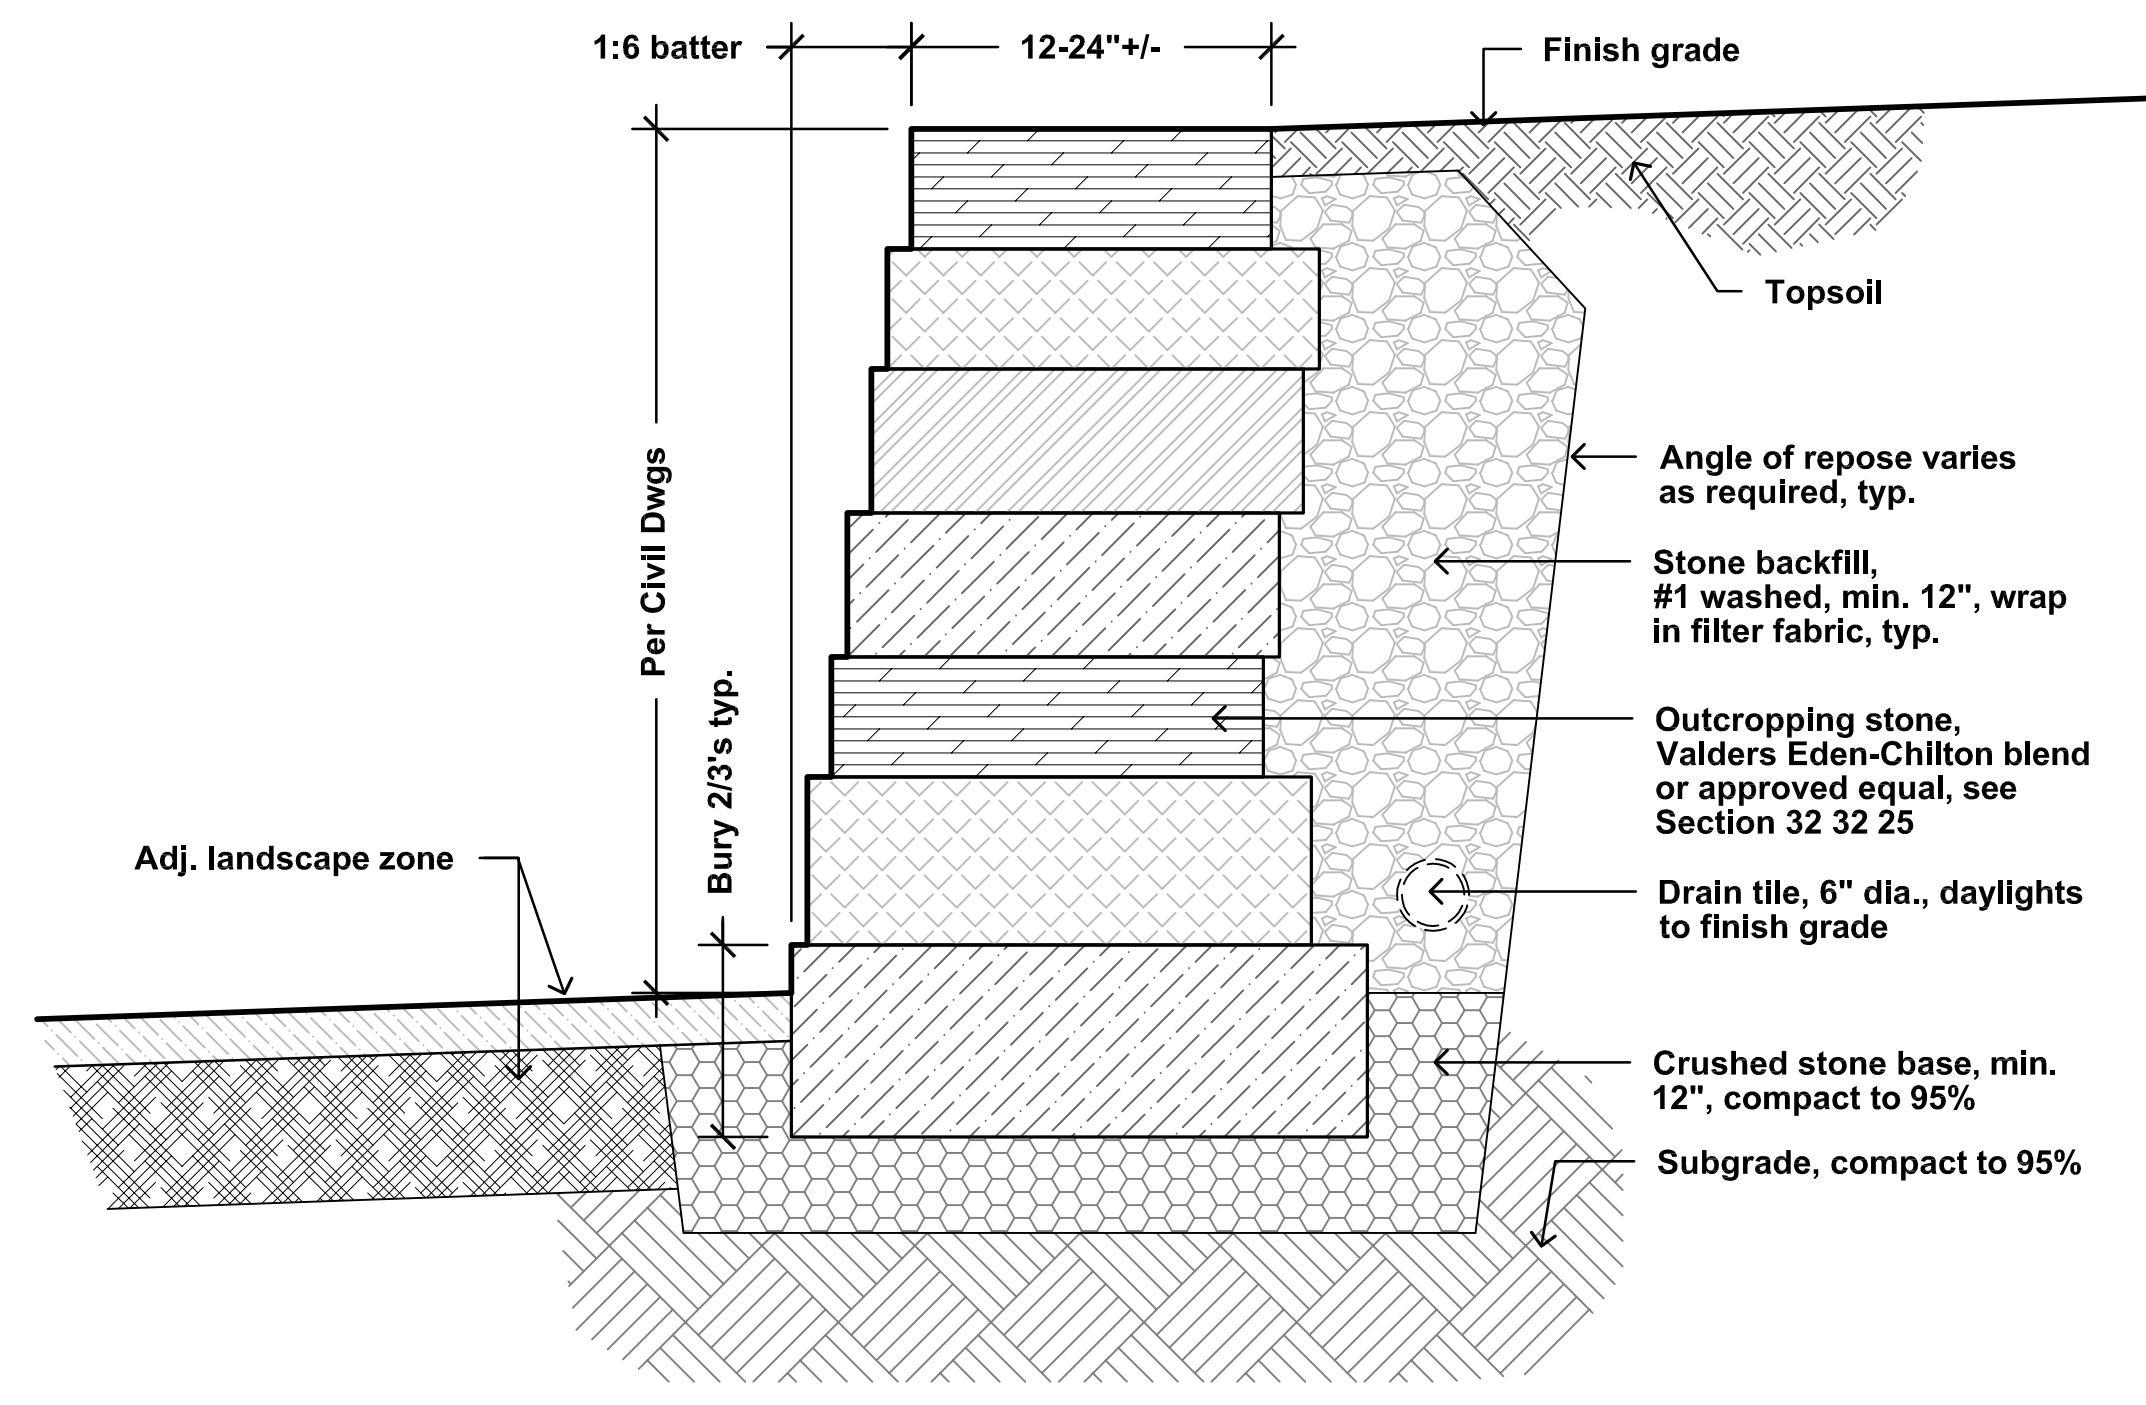 1:6 batter
12-24"+/-
Finish grade
Topsoil
Per Civil Dwgs
Bury 2/3's typ.
Angle of repose varies
as required, typ.
Stone backfill,
#1 washed, min. 12", wrap
in filter fabric, typ.
Outcropping stone,
Valders Eden-Chilton blend
or approved equal, see
Section 32 32 25
Adj. landscape zone
Drain tile, 6" dia., daylights
to finish grade
Crushed stone base, min.
12", compact to 95%
Subgrade, compact to 95%